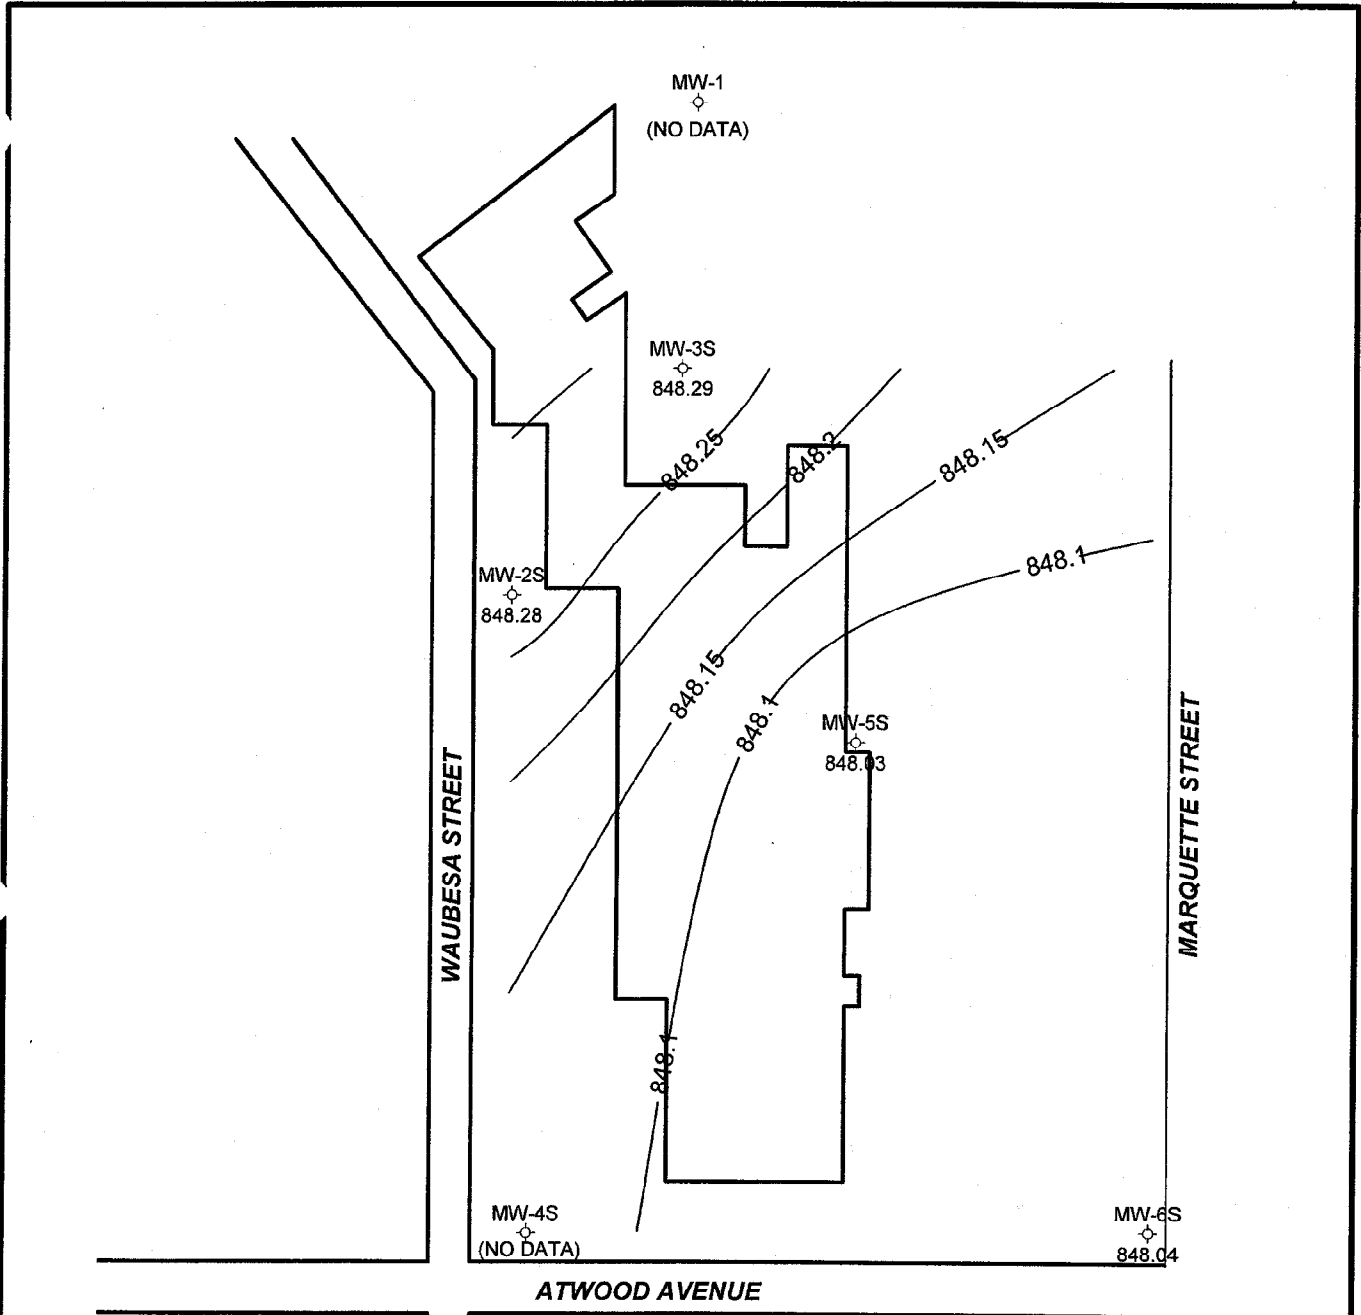 MW-1
(NO DATA)
MW-3S
848.29
848.25
848.2
848.15
848.1
MW-2S
848.28
848.15
848.1
MW-5S
848.03
WAUBESA STREET
MARQUETTE STREET
848.1
MW-4S
(NO DATA)
MW-6S
848.04
ATWOOD AVENUE